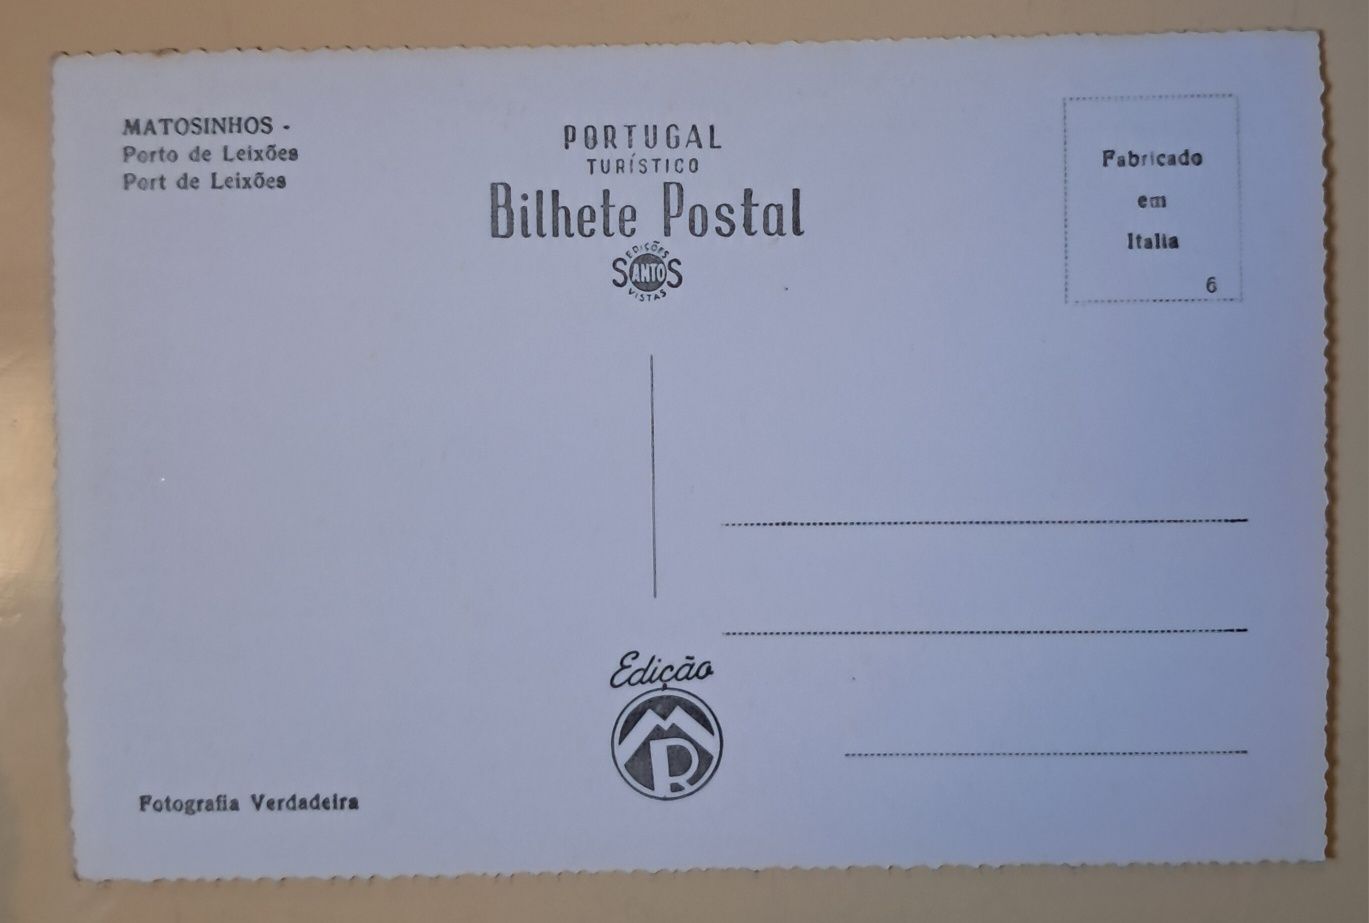 MATOSINHOS -
Porto de Leixões
Port de Leixões
PORTUGAL
TURÍSTICO
Bilhete Postal
EDIÇÕES
SANTOS
VISTAS
Fabricado
em
Italia
6
Edição
MR
Fotografia Verdadeira